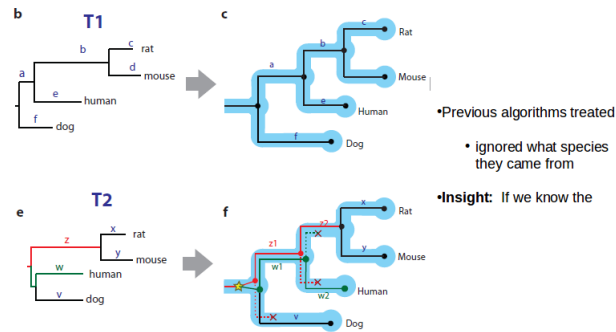 b
T1
a
b
c
rat
d
mouse
e
human
f
dog
c
a
b
c
Rat
Mouse
e
Human
f
Dog
•Previous algorithms treated
• ignored what species
they came from
•Insight: If we know the
e
T2
z
x
rat
y
mouse
w
human
v
dog
f
z1
z2
x
Rat
y
Mouse
w1
w2
Human
v
Dog